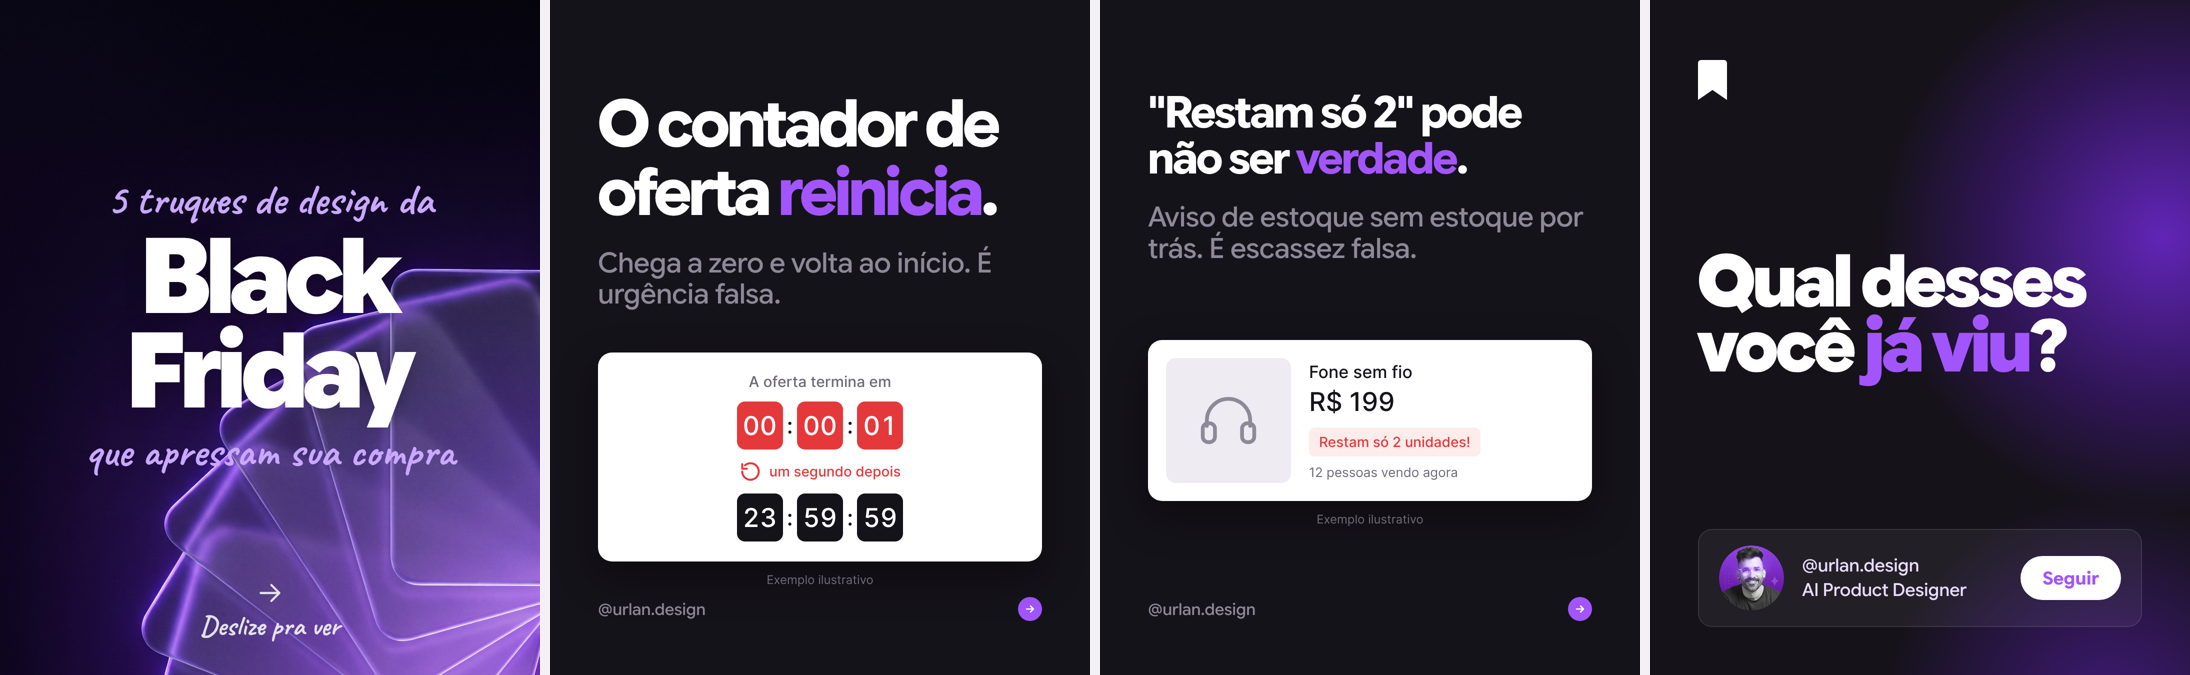 5 truques de design da
Black
Friday
que apressam sua compra
→
Deslize pra ver
O contador de
oferta reinicia.
Chega a zero e volta ao início. É
urgência falsa.
A oferta termina em
00 : 00 : 01
um segundo depois
23 : 59 : 59
Exemplo ilustrativo
@urlan.design
→
"Restam só 2" pode
não ser verdade.
Aviso de estoque sem estoque por
trás. É escassez falsa.
Fone sem fio
R$ 199
Restam só 2 unidades!
12 pessoas vendo agora
Exemplo ilustrativo
@urlan.design
→
Qual desses
você já viu?
@urlan.design
AI Product Designer
Seguir